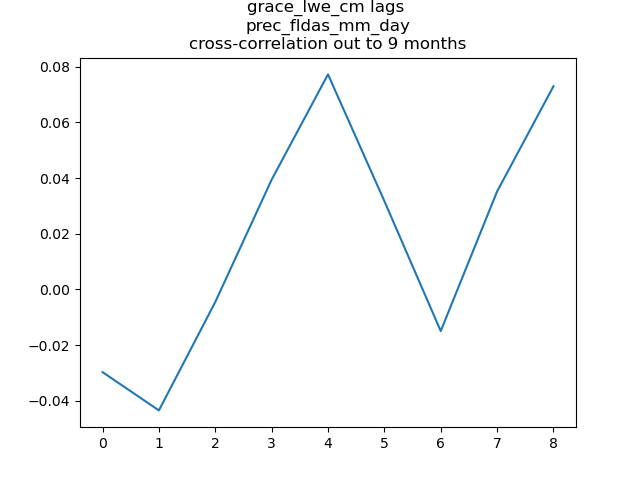 grace_lwe_cm lags
prec_fldas_mm_day
cross-correlation out to 9 months
0.08
0.06
0.04
0.02
0.00
−0.02
−0.04
0 1 2 3 4 5 6 7 8